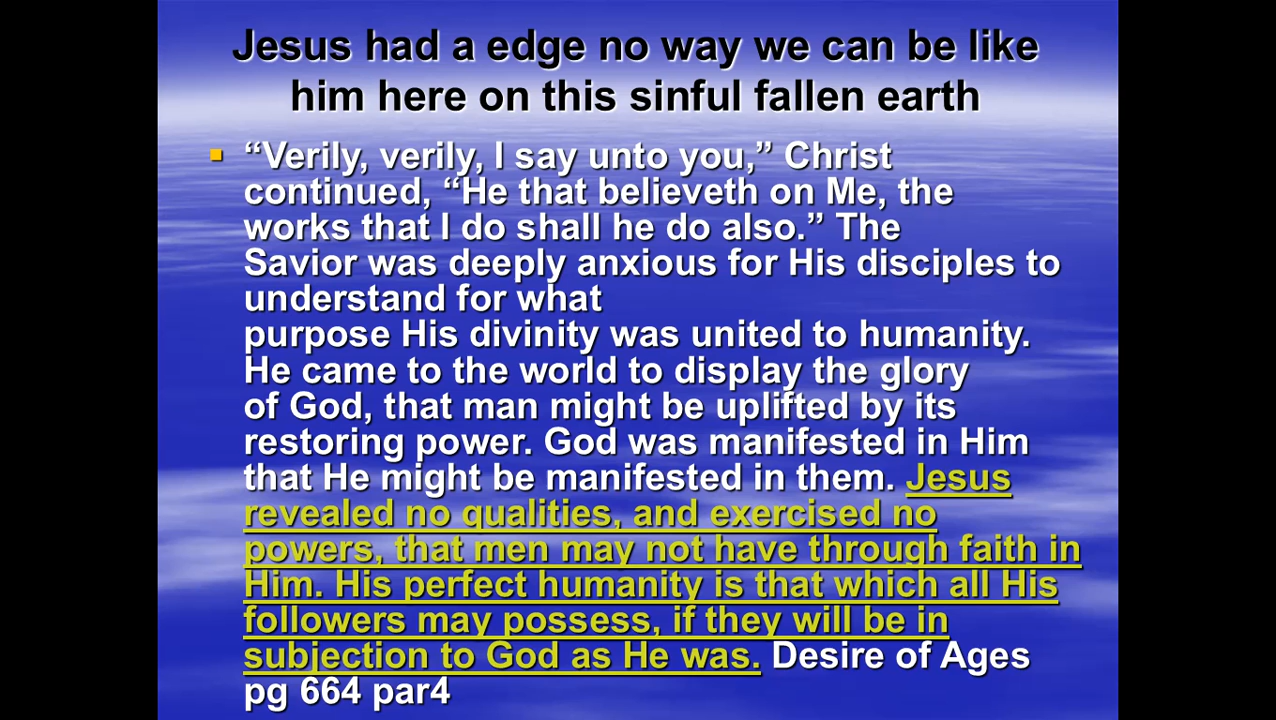 Jesus had a edge no way we can be like
him here on this sinful fallen earth
“Verily, verily, I say unto you,” Christ
continued, “He that believeth on Me, the
works that I do shall he do also.” The
Savior was deeply anxious for His disciples to
understand for what
purpose His divinity was united to humanity.
He came to the world to display the glory
of God, that man might be uplifted by its
restoring power. God was manifested in Him
that He might be manifested in them. Jesus
revealed no qualities, and exercised no
powers, that men may not have through faith in
Him. His perfect humanity is that which all His
followers may possess, if they will be in
subjection to God as He was. Desire of Ages
pg 664 par4